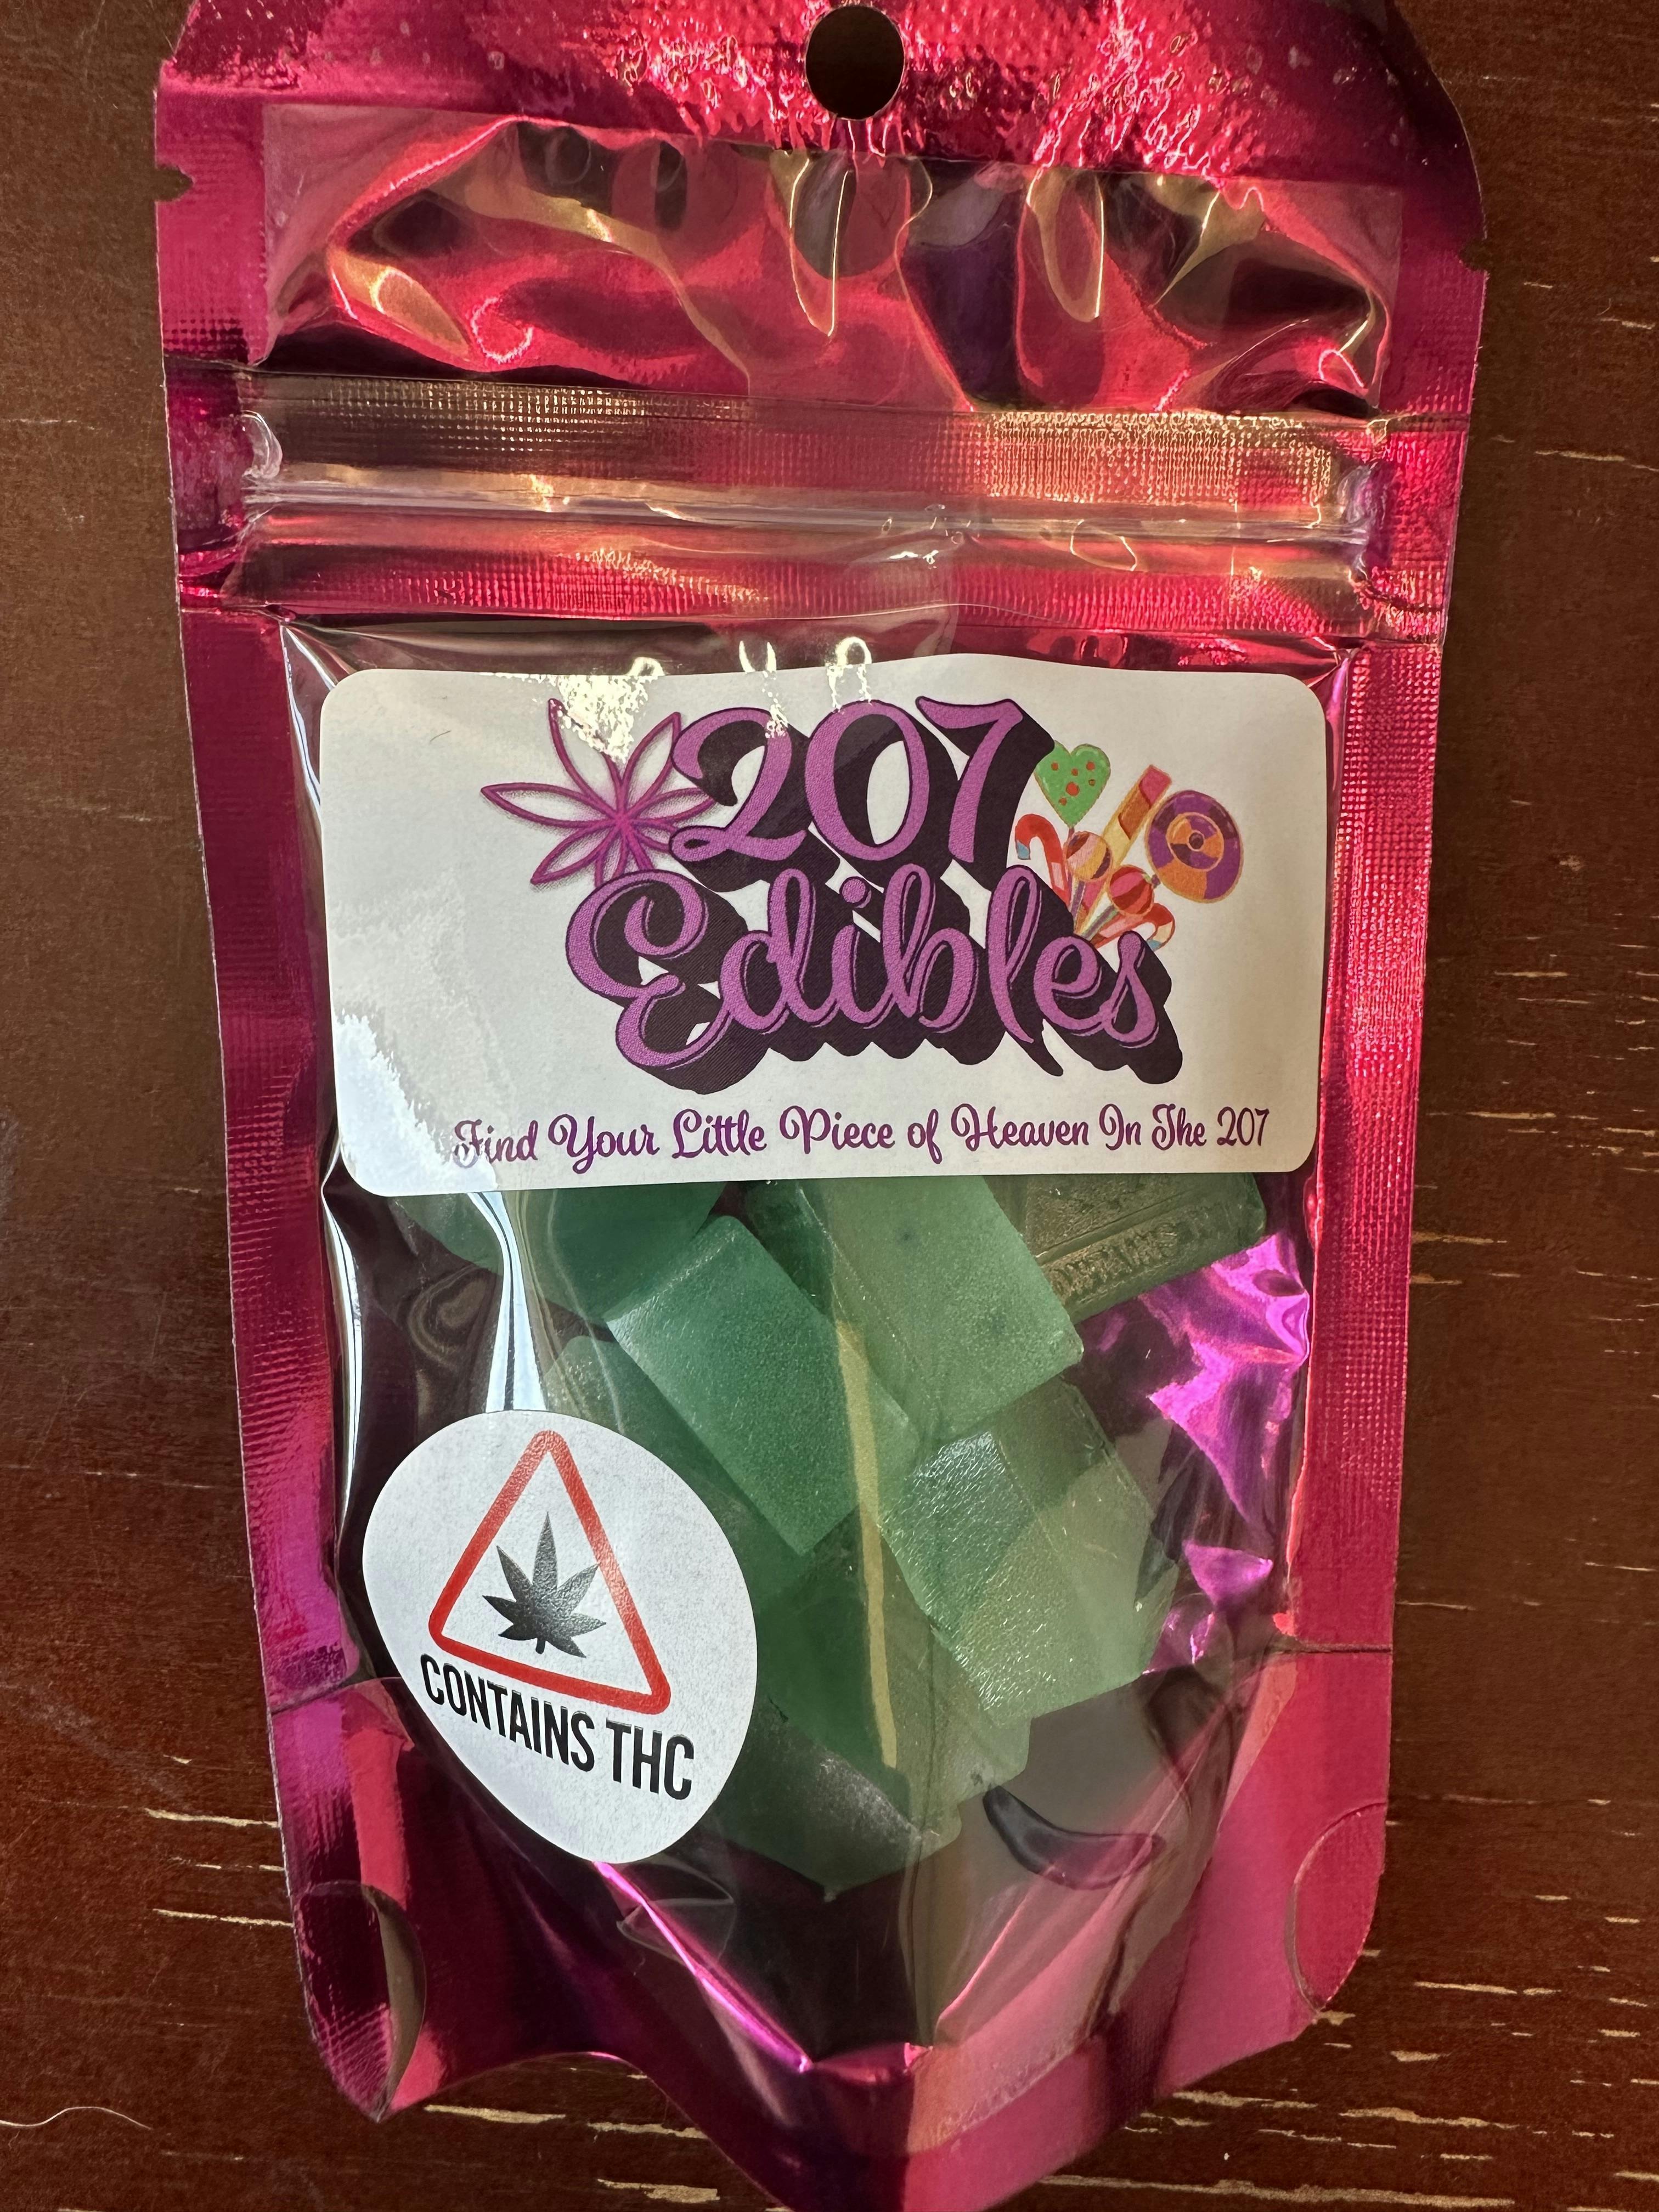 207
Edibles
Find Your Little Piece of Heaven In The 207
CONTAINS THC